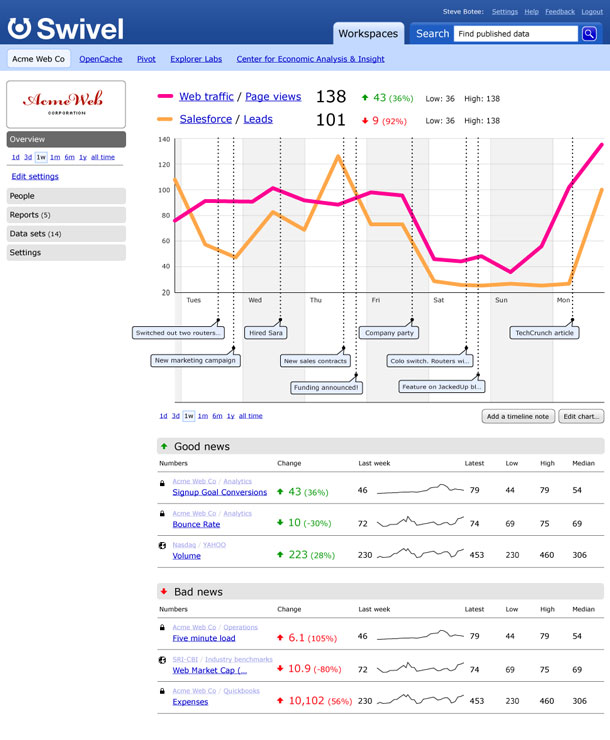 Steve Botee: Settings Help Feedback Logout
Swivel
Workspaces
Search Find published data
Acme Web Co OpenCache Pivot Explorer Labs Center for Economic Analysis & Insight
AcmeWeb
CORPORATION
Overview
1d 3d 1w 1m 6m 1y all time
Edit settings
People
Reports (5)
Data sets (14)
Settings
Web traffic / Page views 138 43 (36%) Low: 36 High: 138
Salesforce / Leads 101 9 (92%) Low: 36 High: 138
140
120
100
80
60
40
20
Tues Wed Thu Fri Sat Sun Mon
Switched out two routers... Hired Sara Company party TechCrunch article
New marketing campaign New sales contracts Colo switch. Routers wi...
Funding announced! Feature on JackedUp bl...
1d 3d 1w 1m 6m 1y all time Add a timeline note Edit chart...
Good news
Numbers Change Last week Latest Low High Median
Acme Web Co / Analytics
Signup Goal Conversions 43 (36%) 46 79 44 79 54
Acme Web Co / Analytics
Bounce Rate 10 (-30%) 72 74 69 75 69
Nasdaq / YAHOO
Volume 223 (28%) 230 453 230 460 306
Bad news
Numbers Change Last week Latest Low High Median
Acme Web Co / Operations
Five minute load 6.1 (105%) 46 79 44 79 54
SRI-CBI / Industry benchmarks
Web Market Cap (... 10.9 (-80%) 72 74 69 75 69
Acme Web Co / Quickbooks
Expenses 10,102 (56%) 230 453 230 460 306